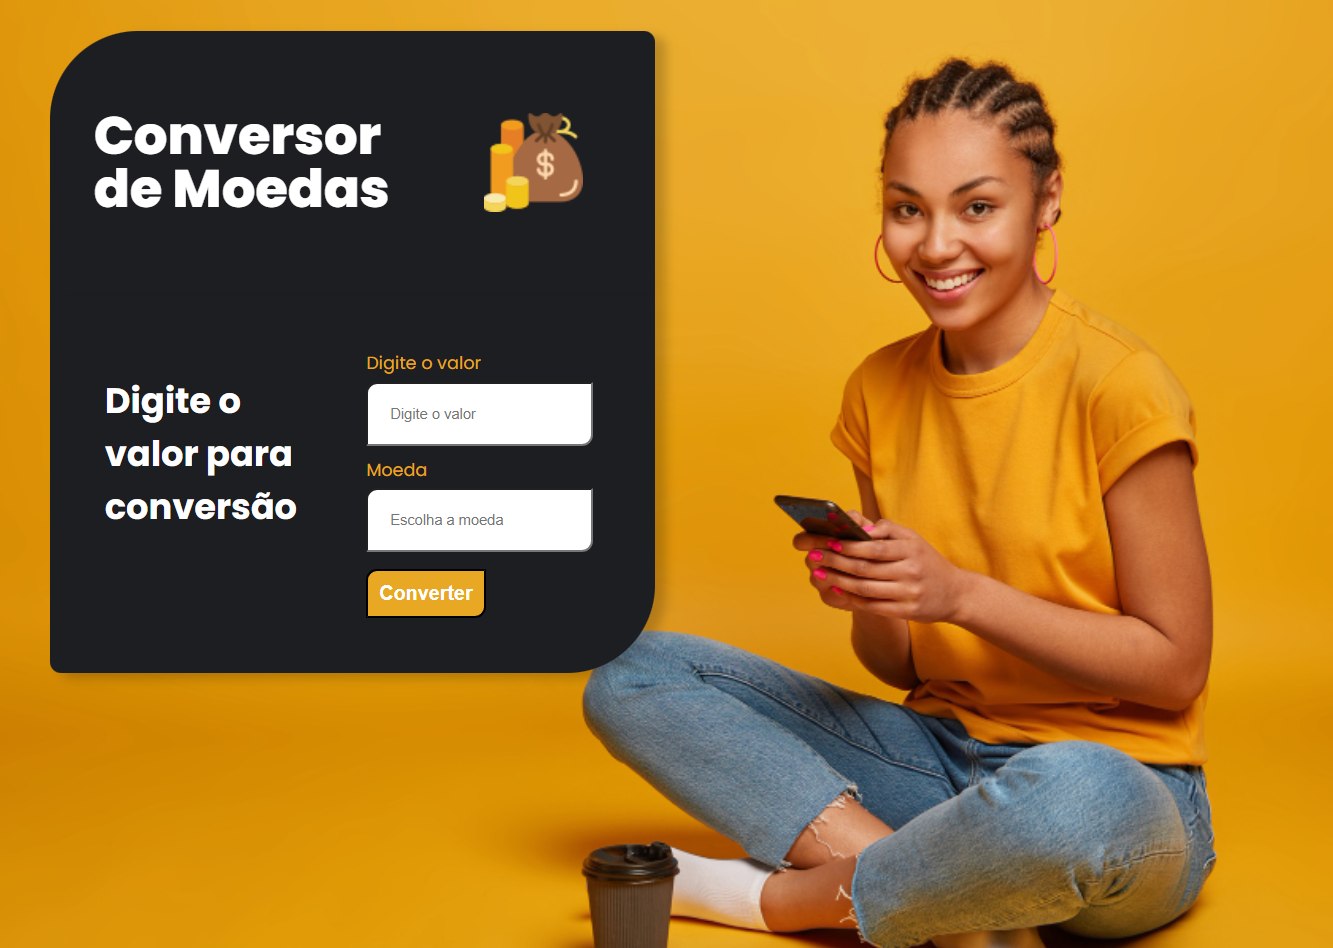 Conversor
de Moedas
$
Digite o
valor para
conversão
Digite o valor
Digite o valor
Moeda
Escolha a moeda
Converter